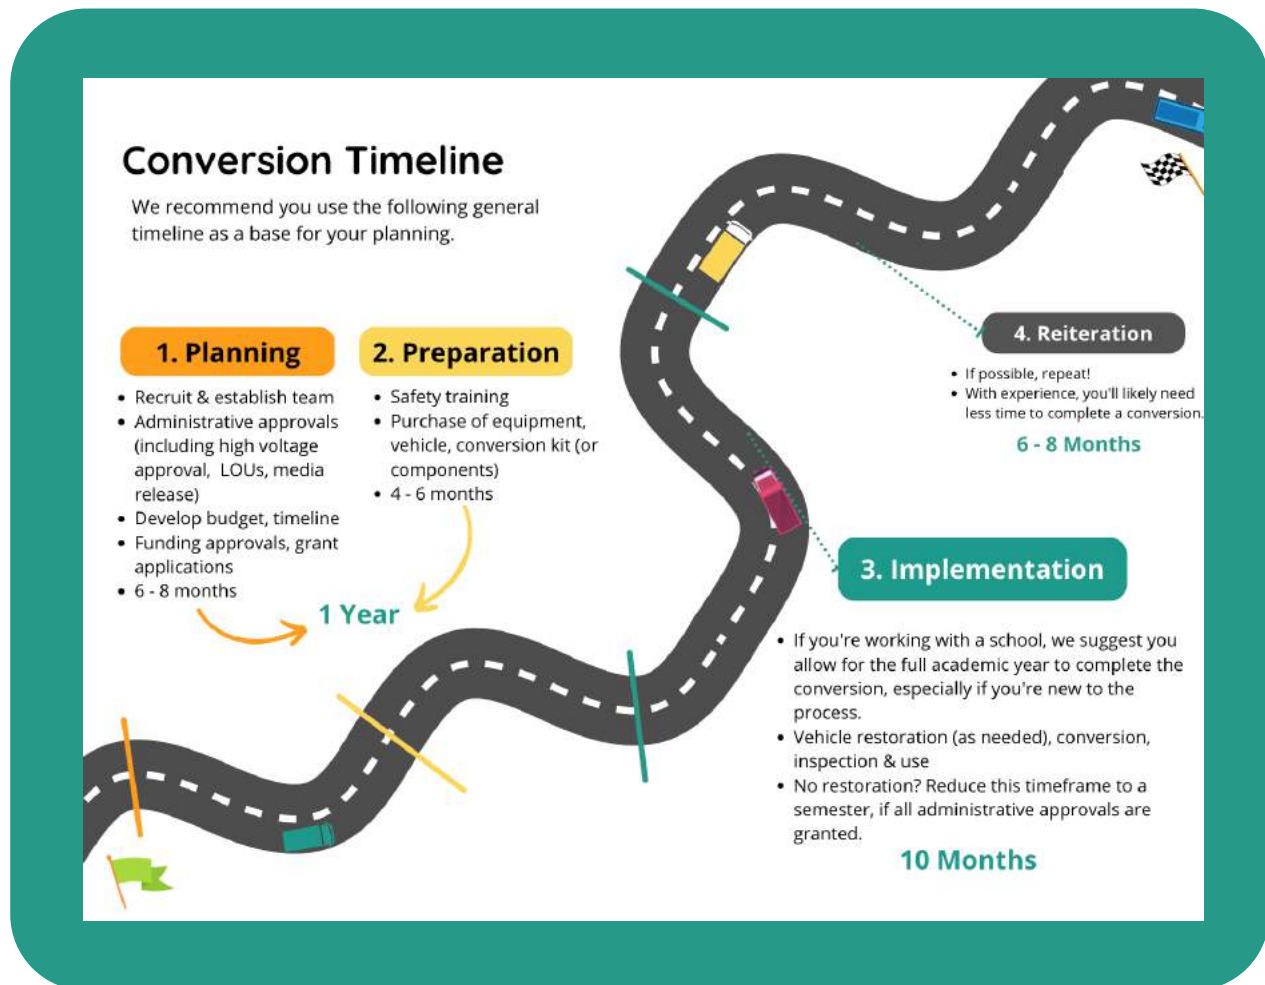 Conversion Timeline
We recommend you use the following general
timeline as a base for your planning.
1. Planning
• Recruit & establish team
• Administrative approvals
(including high voltage
approval, LOUs, media
release)
• Develop budget, timeline
• Funding approvals, grant
applications
• 6 - 8 months
2. Preparation
• Safety training
• Purchase of equipment,
vehicle, conversion kit (or
components)
• 4 - 6 months
1 Year
3. Implementation
• If you're working with a school, we suggest you
allow for the full academic year to complete the
conversion, especially if you're new to the
process.
• Vehicle restoration (as needed), conversion,
inspection & use
• No restoration? Reduce this timeframe to a
semester, if all administrative approvals are
granted.
10 Months
4. Reiteration
• If possible, repeat!
• With experience, you'll likely need
less time to complete a conversion.
6 - 8 Months